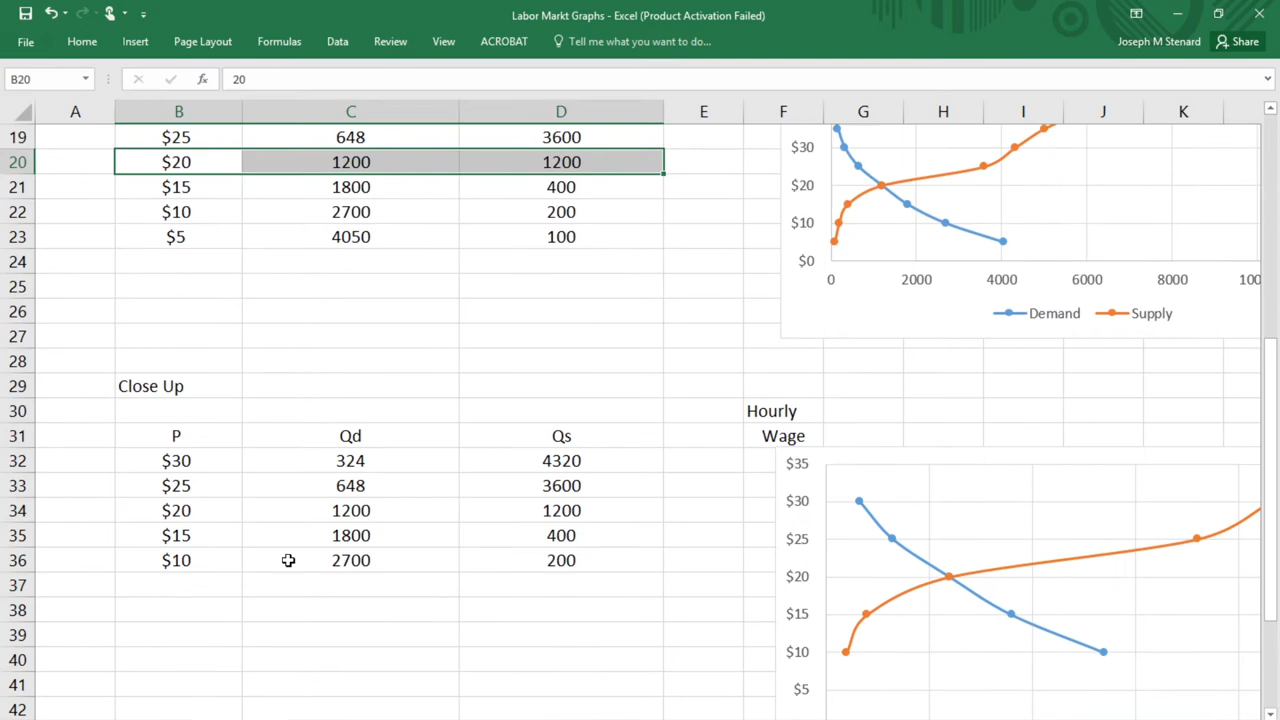 Labor Markt Graphs - Excel (Product Activation Failed)
File Home Insert Page Layout Formulas Data Review View ACROBAT Tell me what you want to do... Joseph M Stenard Share
B20 fx 20
A B C D E F G H I J K
19 $25 648 3600
20 $20 1200 1200
21 $15 1800 400
22 $10 2700 200
23 $5 4050 100
24
25
26
27
28
29 Close Up
30 Hourly
31 P Qd Qs Wage
32 $30 324 4320
33 $25 648 3600
34 $20 1200 1200
35 $15 1800 400
36 $10 2700 200
37
38
39
40
41
42
$30
$20
$10
$0
0 2000 4000 6000 8000 100
Demand Supply
$35
$30
$25
$20
$15
$10
$5